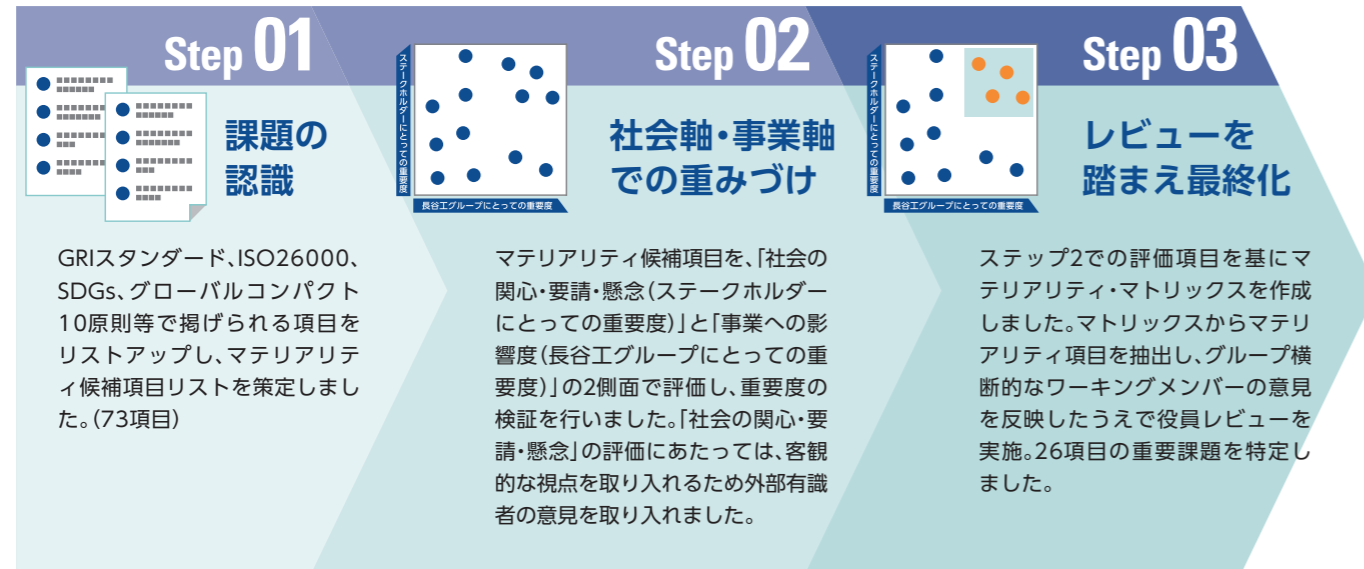 Step 01
課題の
認識
GRIスタンダード、ISO26000、
SDGs、グローバルコンパクト
10原則等で掲げられる項目を
リストアップし、マテリアリテ
ィ候補項目リストを策定しまし
た。(73項目)
ステークホルダーにとっての重要度
長谷工グループにとっての重要度
Step 02
社会軸・事業軸
での重みづけ
マテリアリティ候補項目を、「社会の
関心・要請・懸念(ステークホルダー
にとっての重要度)」と「事業への影
響度(長谷工グループにとっての重
要度)」の2側面で評価し、重要度の
検証を行いました。「社会の関心・要
請・懸念」の評価にあたっては、客観
的な視点を取り入れるため外部有識
者の意見を取り入れました。
ステークホルダーにとっての重要度
長谷工グループにとっての重要度
Step 03
レビューを
踏まえ最終化
ステップ2での評価項目を基にマ
テリアリティ・マトリックスを作成
しました。マトリックスからマテリ
アリティ項目を抽出し、グループ横
断的なワーキングメンバーの意見
を反映したうえで役員レビューを
実施。26項目の重要課題を特定し
ました。